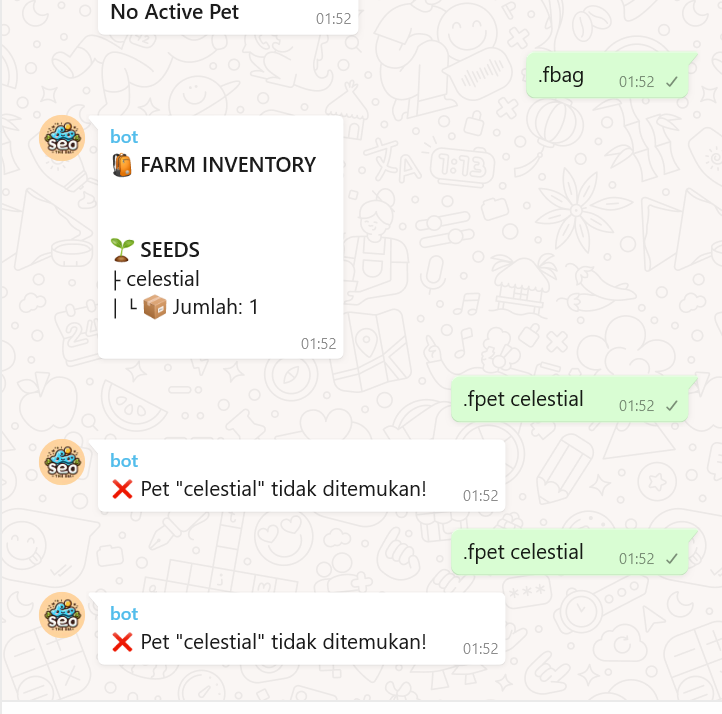 No Active Pet
01:52
.fbag
01:52
bot
FARM INVENTORY
SEEDS
├ celestial
| └ 📦 Jumlah: 1
01:52
.fpet celestial
01:52
bot
❌ Pet "celestial" tidak ditemukan!
01:52
.fpet celestial
01:52
bot
❌ Pet "celestial" tidak ditemukan!
01:52